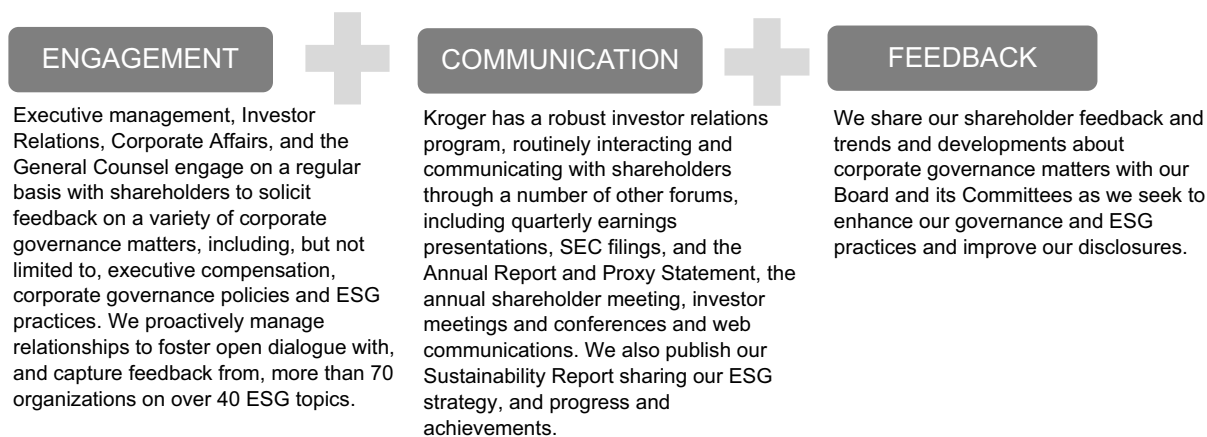 ENGAGEMENT
Executive management, Investor
Relations, Corporate Affairs, and the
General Counsel engage on a regular
basis with shareholders to solicit
feedback on a variety of corporate
governance matters, including, but not
limited to, executive compensation,
corporate governance policies and ESG
practices. We proactively manage
relationships to foster open dialogue with,
and capture feedback from, more than 70
organizations on over 40 ESG topics.
COMMUNICATION
Kroger has a robust investor relations
program, routinely interacting and
communicating with shareholders
through a number of other forums,
including quarterly earnings
presentations, SEC filings, and the
Annual Report and Proxy Statement, the
annual shareholder meeting, investor
meetings and conferences and web
communications. We also publish our
Sustainability Report sharing our ESG
strategy, and progress and
achievements.
FEEDBACK
We share our shareholder feedback and
trends and developments about
corporate governance matters with our
Board and its Committees as we seek to
enhance our governance and ESG
practices and improve our disclosures.